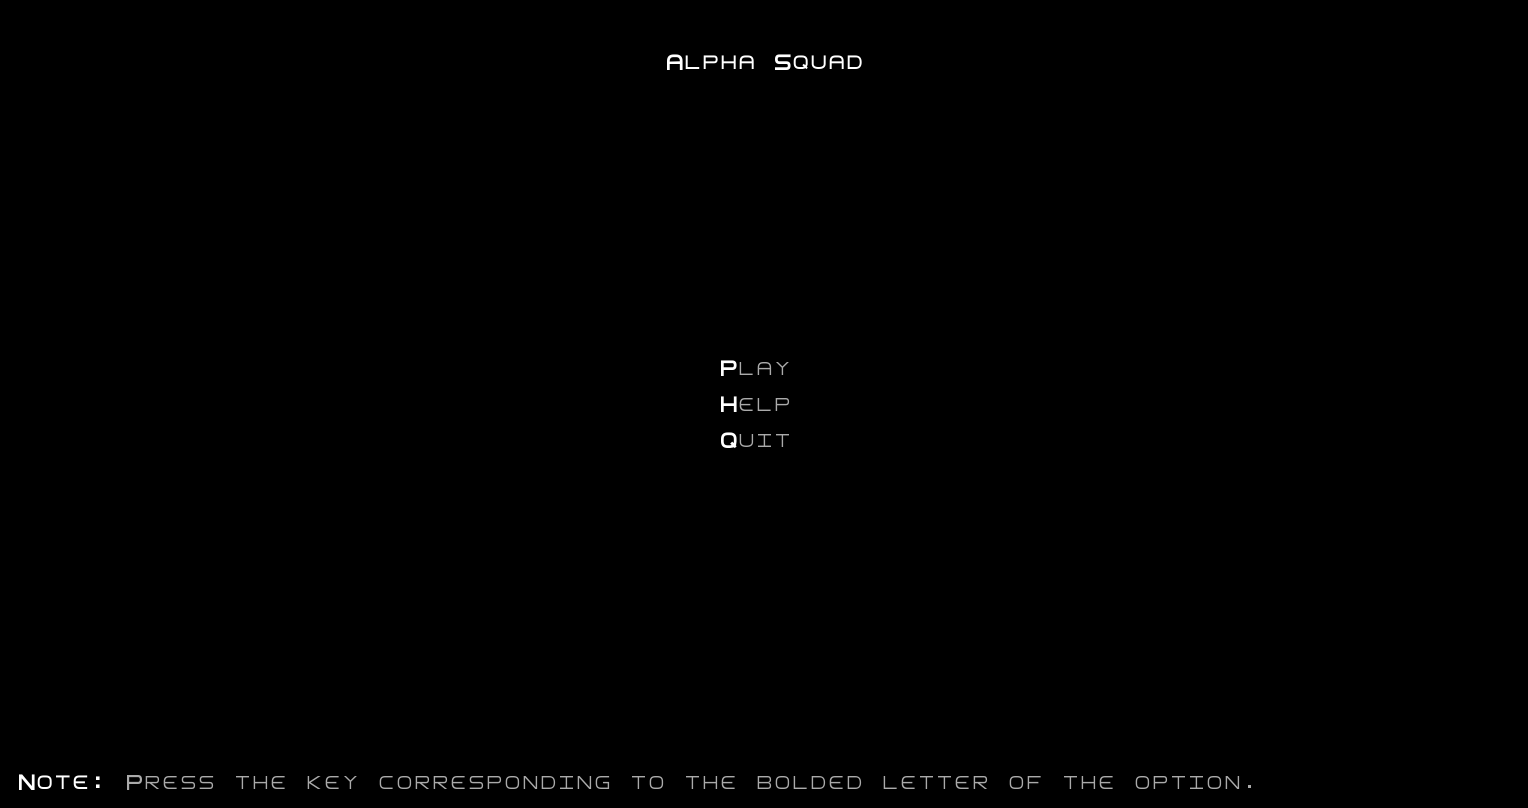 Alpha Squad
Play
Help
Quit
Note: Press the key corresponding to the bolded letter of the option.